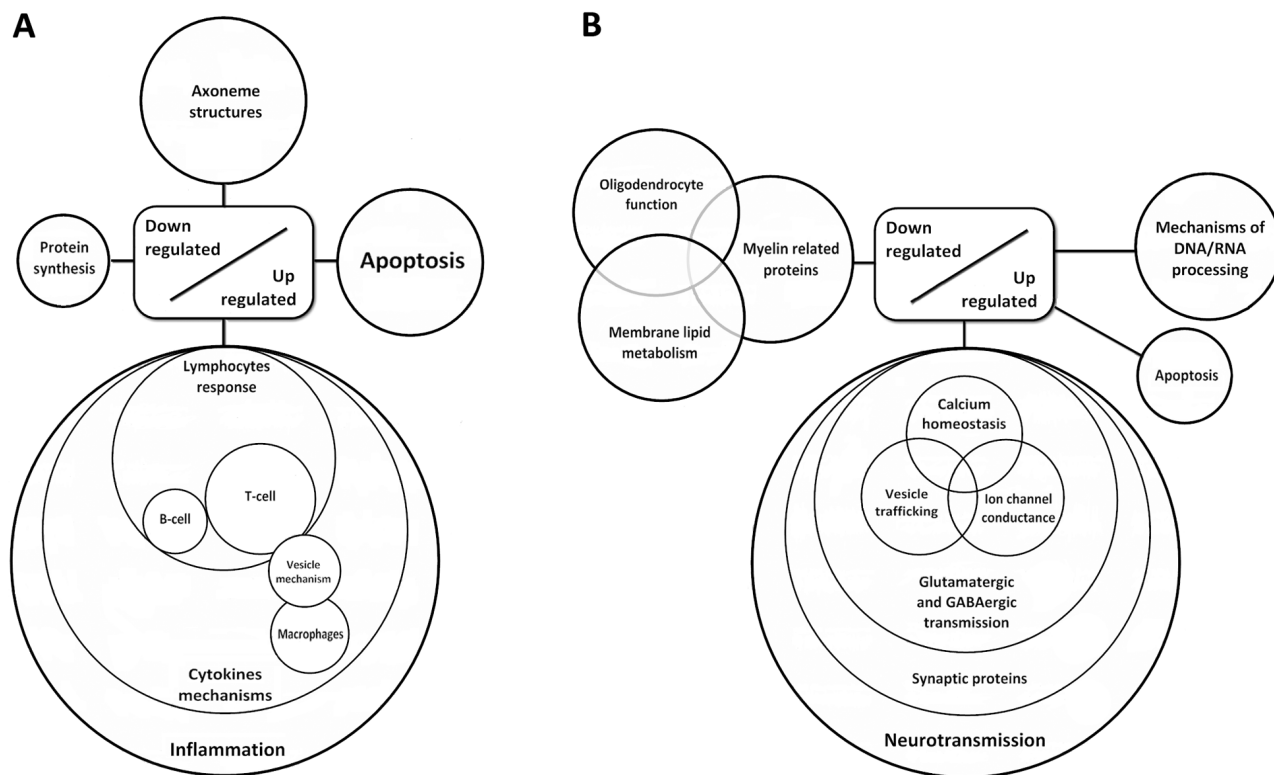 A
Axoneme
structures
Protein
synthesis
Down
regulated
Up
regulated
Apoptosis
Lymphocytes
response
T-cell
B-cell
Vesicle
mechanism
Macrophages
Cytokines
mechanisms
Inflammation
B
Oligodendrocyte
function
Myelin related
proteins
Membrane lipid
metabolism
Down
regulated
Up
regulated
Mechanisms of
DNA/RNA
processing
Apoptosis
Calcium
homeostasis
Vesicle
trafficking
Ion channel
conductance
Glutamatergic
and GABAergic
transmission
Synaptic proteins
Neurotransmission